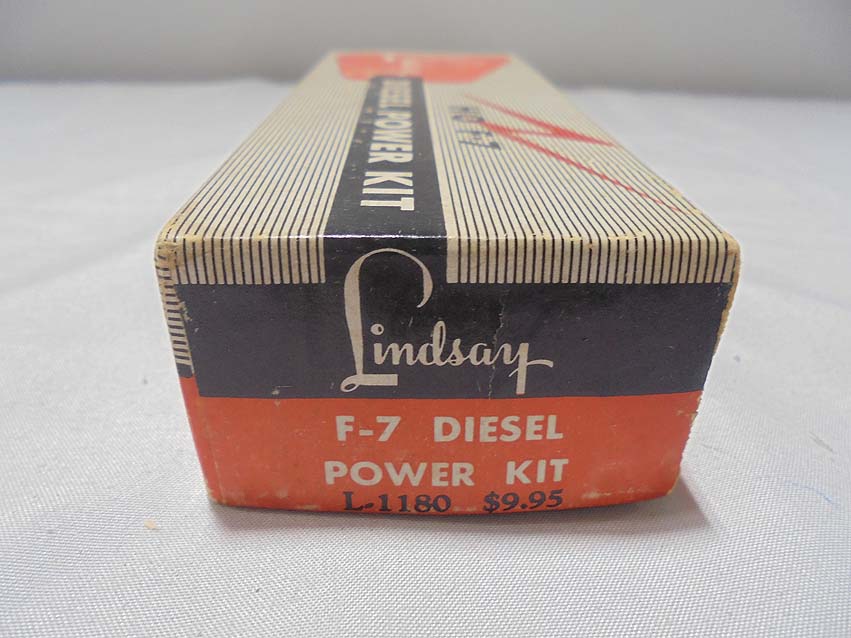 DIESEL POWER KIT
Lindsay
F-7 DIESEL
POWER KIT
L-1180 $9.95